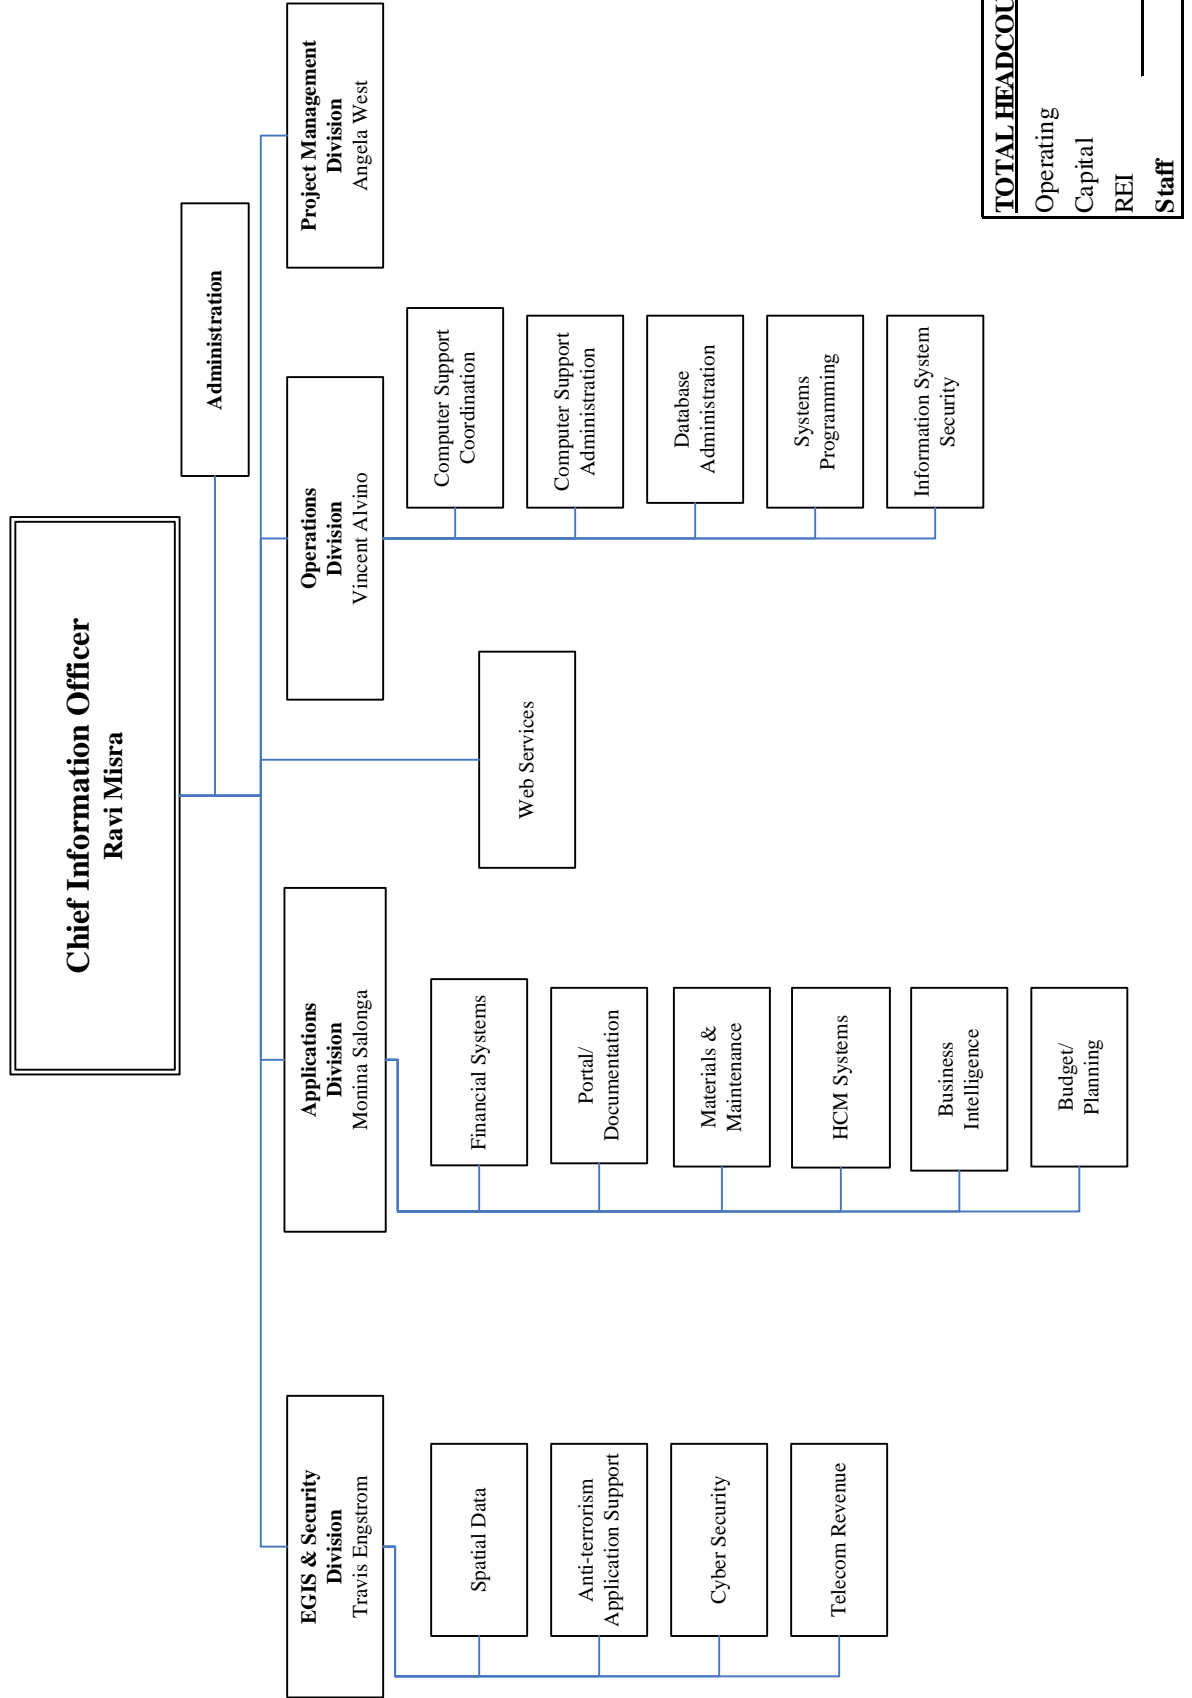 Chief Information Officer
Ravi Misra
Administration
EGIS & Security
Division
Travis Engstrom
Spatial Data
Anti-terrorism
Application Support
Cyber Security
Telecom Revenue
Applications
Division
Monina Salonga
Financial Systems
Portal/
Documentation
Materials &
Maintenance
HCM Systems
Business
Intelligence
Budget/
Planning
Web Services
Operations
Division
Vincent Alvino
Computer Support
Coordination
Computer Support
Administration
Database
Administration
Systems
Programming
Information System
Security
Project Management
Division
Angela West
TOTAL HEADCOU
Operating
Capital
REI
Staff